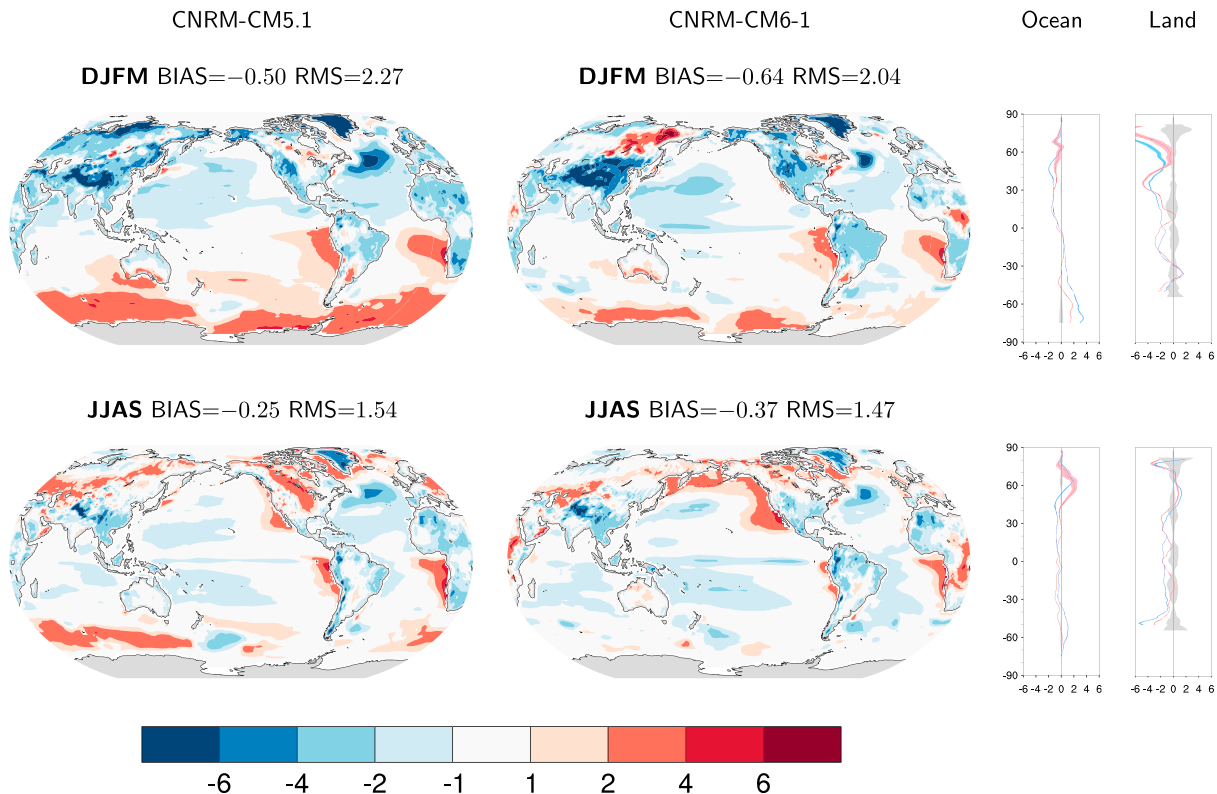 CNRM-CM5.1 CNRM-CM6-1 Ocean Land
DJFM BIAS=−0.50 RMS=2.27
DJFM BIAS=−0.64 RMS=2.04
90
60
30
0
-30
-60
-90
-6 -4 -2 0 2 4 6
-6 -4 -2 0 2 4 6
JJAS BIAS=−0.25 RMS=1.54
JJAS BIAS=−0.37 RMS=1.47
90
60
30
0
-30
-60
-90
-6 -4 -2 0 2 4 6
-6 -4 -2 0 2 4 6
-6 -4 -2 -1 1 2 4 6